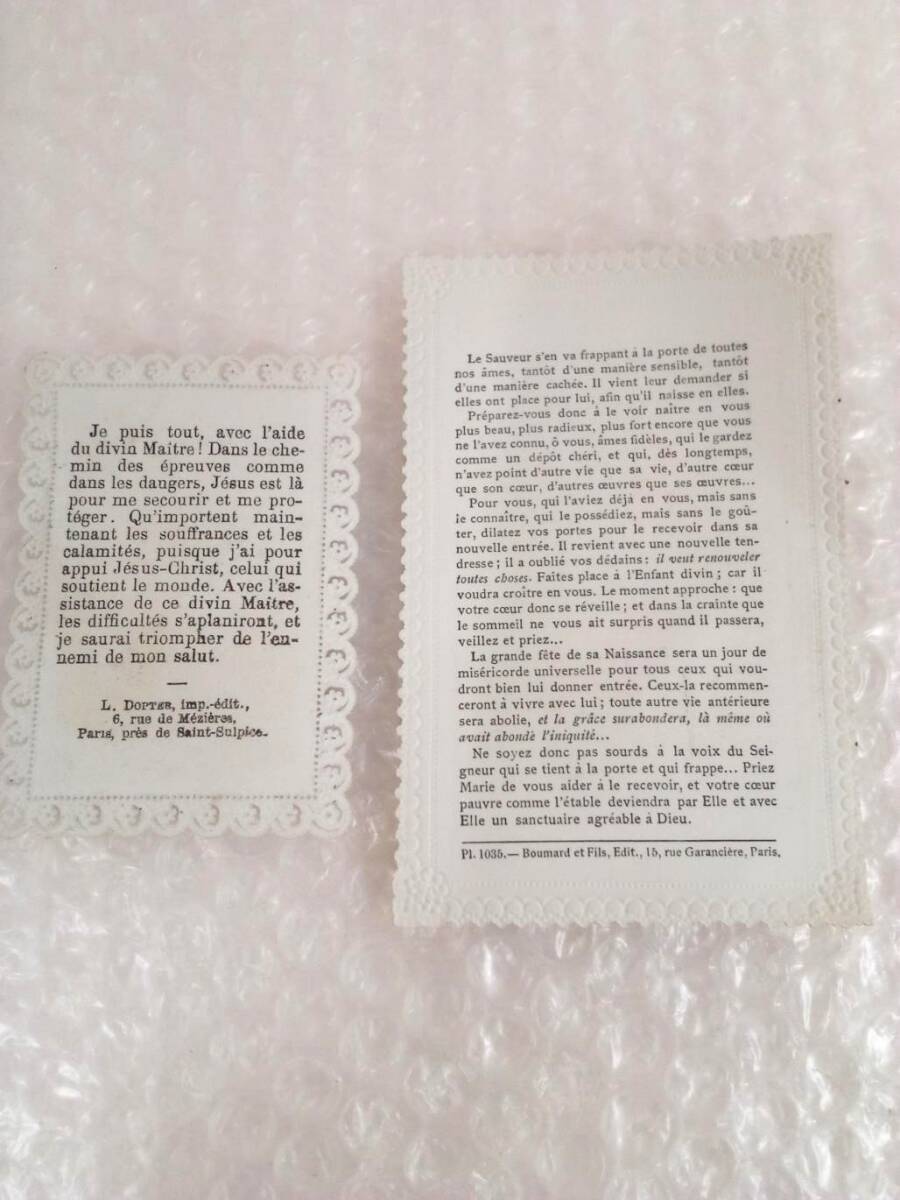 Je puis tout, avec l'aide
du divin Maître ! Dans le che-
min des épreuves comme
dans les dangers, Jésus est là
pour me secourir et me pro-
téger. Qu'importent main-
tenant les souffrances et les
calamités, puisque j'ai pour
appui Jésus-Christ, celui qui
soutient le monde. Avec l'as-
sistance de ce divin Maître,
les difficultés s'aplaniront, et
je saurai triompher de l'en-
nemi de mon salut.
L. DOPTER, imp.-édit.,
6, rue de Mézières,
Paris, près de Saint-Sulpice.
Le Sauveur s'en va frappant à la porte de toutes
nos âmes, tantôt d'une manière sensible, tantôt
d'une manière cachée. Il vient leur demander si
elles ont place pour lui, afin qu'il naisse en elles.
Préparez-vous donc à le voir naître en vous
plus beau, plus radieux, plus fort encore que vous
ne l'avez connu, ô vous, âmes fidèles, qui le gardez
comme un dépôt chéri, et qui, dès longtemps,
n'avez point d'autre vie que sa vie, d'autre cœur
que son cœur, d'autres œuvres que ses œuvres...
Pour vous, qui l'aviez déjà en vous, mais sans
le connaître, qui le possédiez, mais sans le goû-
ter, dilatez vos portes pour le recevoir dans sa
nouvelle entrée. Il revient avec une nouvelle ten-
dresse ; il a oublié vos dédains : il veut renouveler
toutes choses. Faites place à l'Enfant divin ; car il
voudra croître en vous. Le moment approche : que
votre cœur donc se réveille ; et dans la crainte que
le sommeil ne vous ait surpris quand il passera,
veillez et priez...
La grande fête de sa Naissance sera un jour de
miséricorde universelle pour tous ceux qui vou-
dront bien lui donner entrée. Ceux-la recommen-
ceront à vivre avec lui ; toute autre vie antérieure
sera abolie, et la grâce surabondera, là même où
avait abondé l'iniquité...
Ne soyez donc pas sourds à la voix du Sei-
gneur qui se tient à la porte et qui frappe... Priez
Marie de vous aider à le recevoir, et votre cœur
pauvre comme l'étable deviendra par Elle et avec
Elle un sanctuaire agréable à Dieu.
Pl. 1035.— Boumard et Fils, Edit., 15, rue Garancière, Paris.